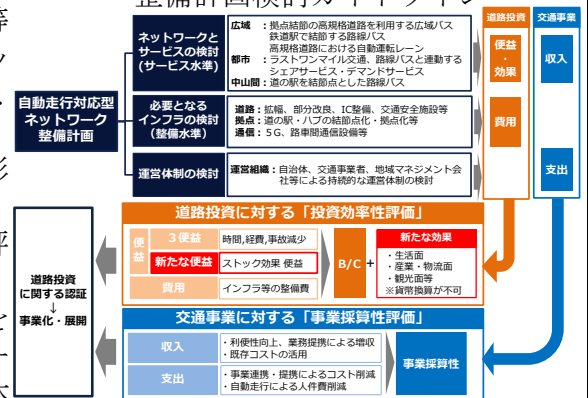 整備計画検討ガイドライン
道路投資
交通事業
自動走行対応型
ネットワーク
整備計画
ネットワークと
サービスの検討
(サービス水準)
広域 ：拠点結節の高規格道路を利用する広域バス
鉄道駅で結節する路線バス
高規格道路における自動運転レーン
都市 ：ラストワンマイル交通、路線バスと連動する
シェアサービス・デマンドサービス
中山間：道の駅を結節点とした路線バス
便益
・
効果
収入
必要となる
インフラの検討
(整備水準)
道路：拡幅、部分改良、IC整備、交通安全施設等
拠点：道の駅・ハブの結節点化・拠点化等
通信：５G、路車間通信設備等
費用
運営体制の検討
運営組織：自治体、交通事業者、地域マネジメント会
社等による持続的な運営体制の検討
支出
道路投資に対する「投資効率性評価」
便益
３便益
時間,経費,事故減少
新たな便益
ストック効果 便益
費用
インフラ等の整備費
B/C
+
新たな効果
・生活面
・産業・物流面
・観光面等
※貨幣換算が不可
道路投資
に関する認証
↓
事業化・展開
交通事業に対する「事業採算性評価」
収入
・利便性向上、業務提携による増収
・既存コストの活用
支出
・事業連携・提携によるコスト削減
・自動走行による人件費削減
事業採算性